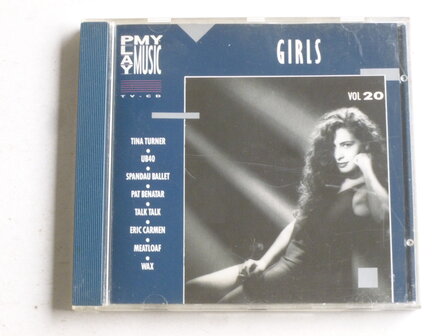 PLAY MY MUSIC
TV-CD
GIRLS
VOL 20
TINA TURNER
UB40
SPANDAU BALLET
PAT BENATAR
TALK TALK
ERIC CARMEN
MEATLOAF
WAX